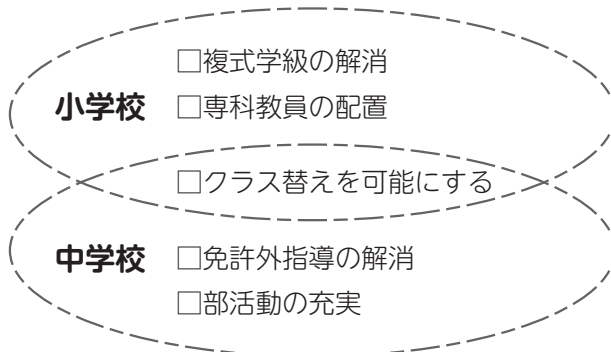 □複式学級の解消
小学校 □専科教員の配置
□クラス替えを可能にする
中学校 □免許外指導の解消
□部活動の充実